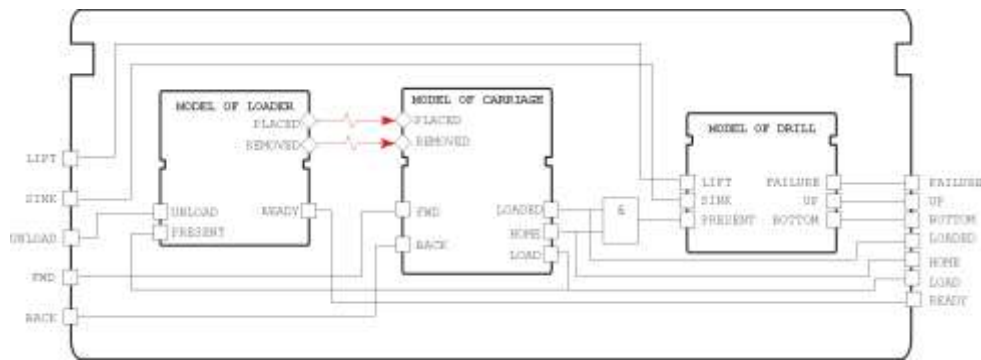 MODEL OF LOADER
PLACED
REMOVED
UNLOAD
READY
PRESENT
MODEL OF CARRIAGE
PLACED
REMOVED
FWD
LOADED
HOME
BACK
LOAD
&
MODEL OF DRILL
LIFT FAILURE
SINK UP
PRESENT BOTTOM
LIFT
SINK
UNLOAD
FWD
BACK
FAILURE
UP
BOTTOM
LOADED
HOME
LOAD
READY